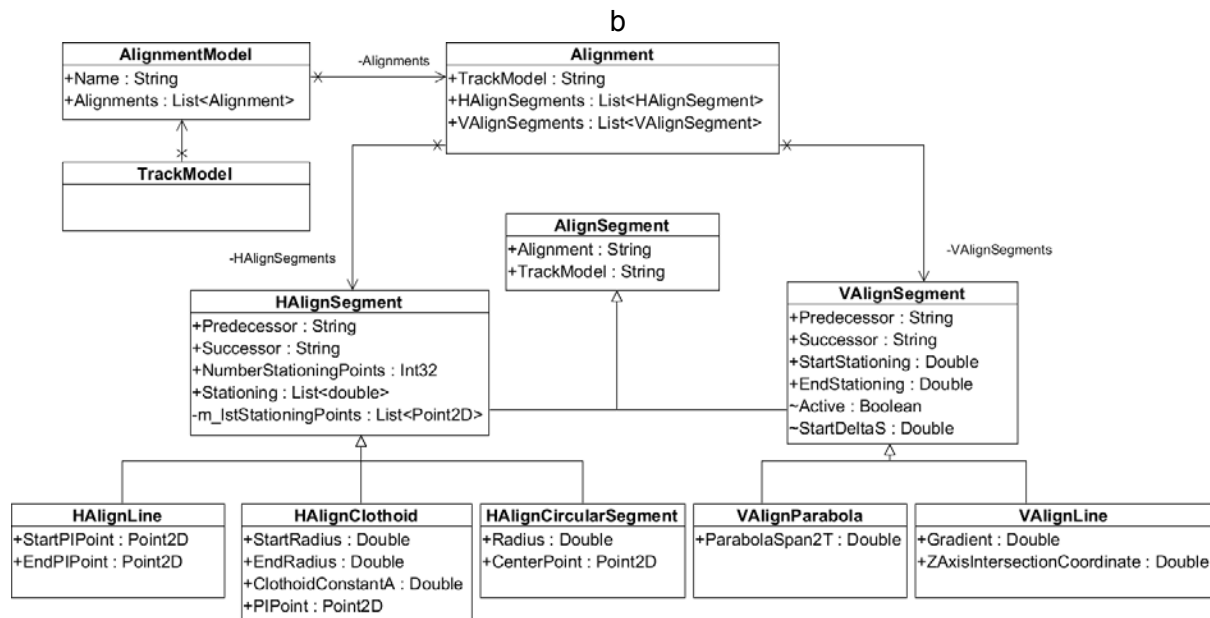 b
AlignmentModel
+Name : String
+Alignments : List<Alignment>
-Alignments
Alignment
+TrackModel : String
+HAlignSegments : List<HAlignSegment>
+VAlignSegments : List<VAlignSegment>
TrackModel
AlignSegment
+Alignment : String
+TrackModel : String
-HAlignSegments
-VAlignSegments
HAlignSegment
+Predecessor : String
+Successor : String
+NumberStationingPoints : Int32
+Stationing : List<double>
-m_lstStationingPoints : List<Point2D>
VAlignSegment
+Predecessor : String
+Successor : String
+StartStationing : Double
+EndStationing : Double
~Active : Boolean
~StartDeltaS : Double
HAlignLine
+StartPIPoint : Point2D
+EndPIPoint : Point2D
HAlignClothoid
+StartRadius : Double
+EndRadius : Double
+ClothoidConstantA : Double
+PIPoint : Point2D
HAlignCircularSegment
+Radius : Double
+CenterPoint : Point2D
VAlignParabola
+ParabolaSpan2T : Double
VAlignLine
+Gradient : Double
+ZAxisIntersectionCoordinate : Double